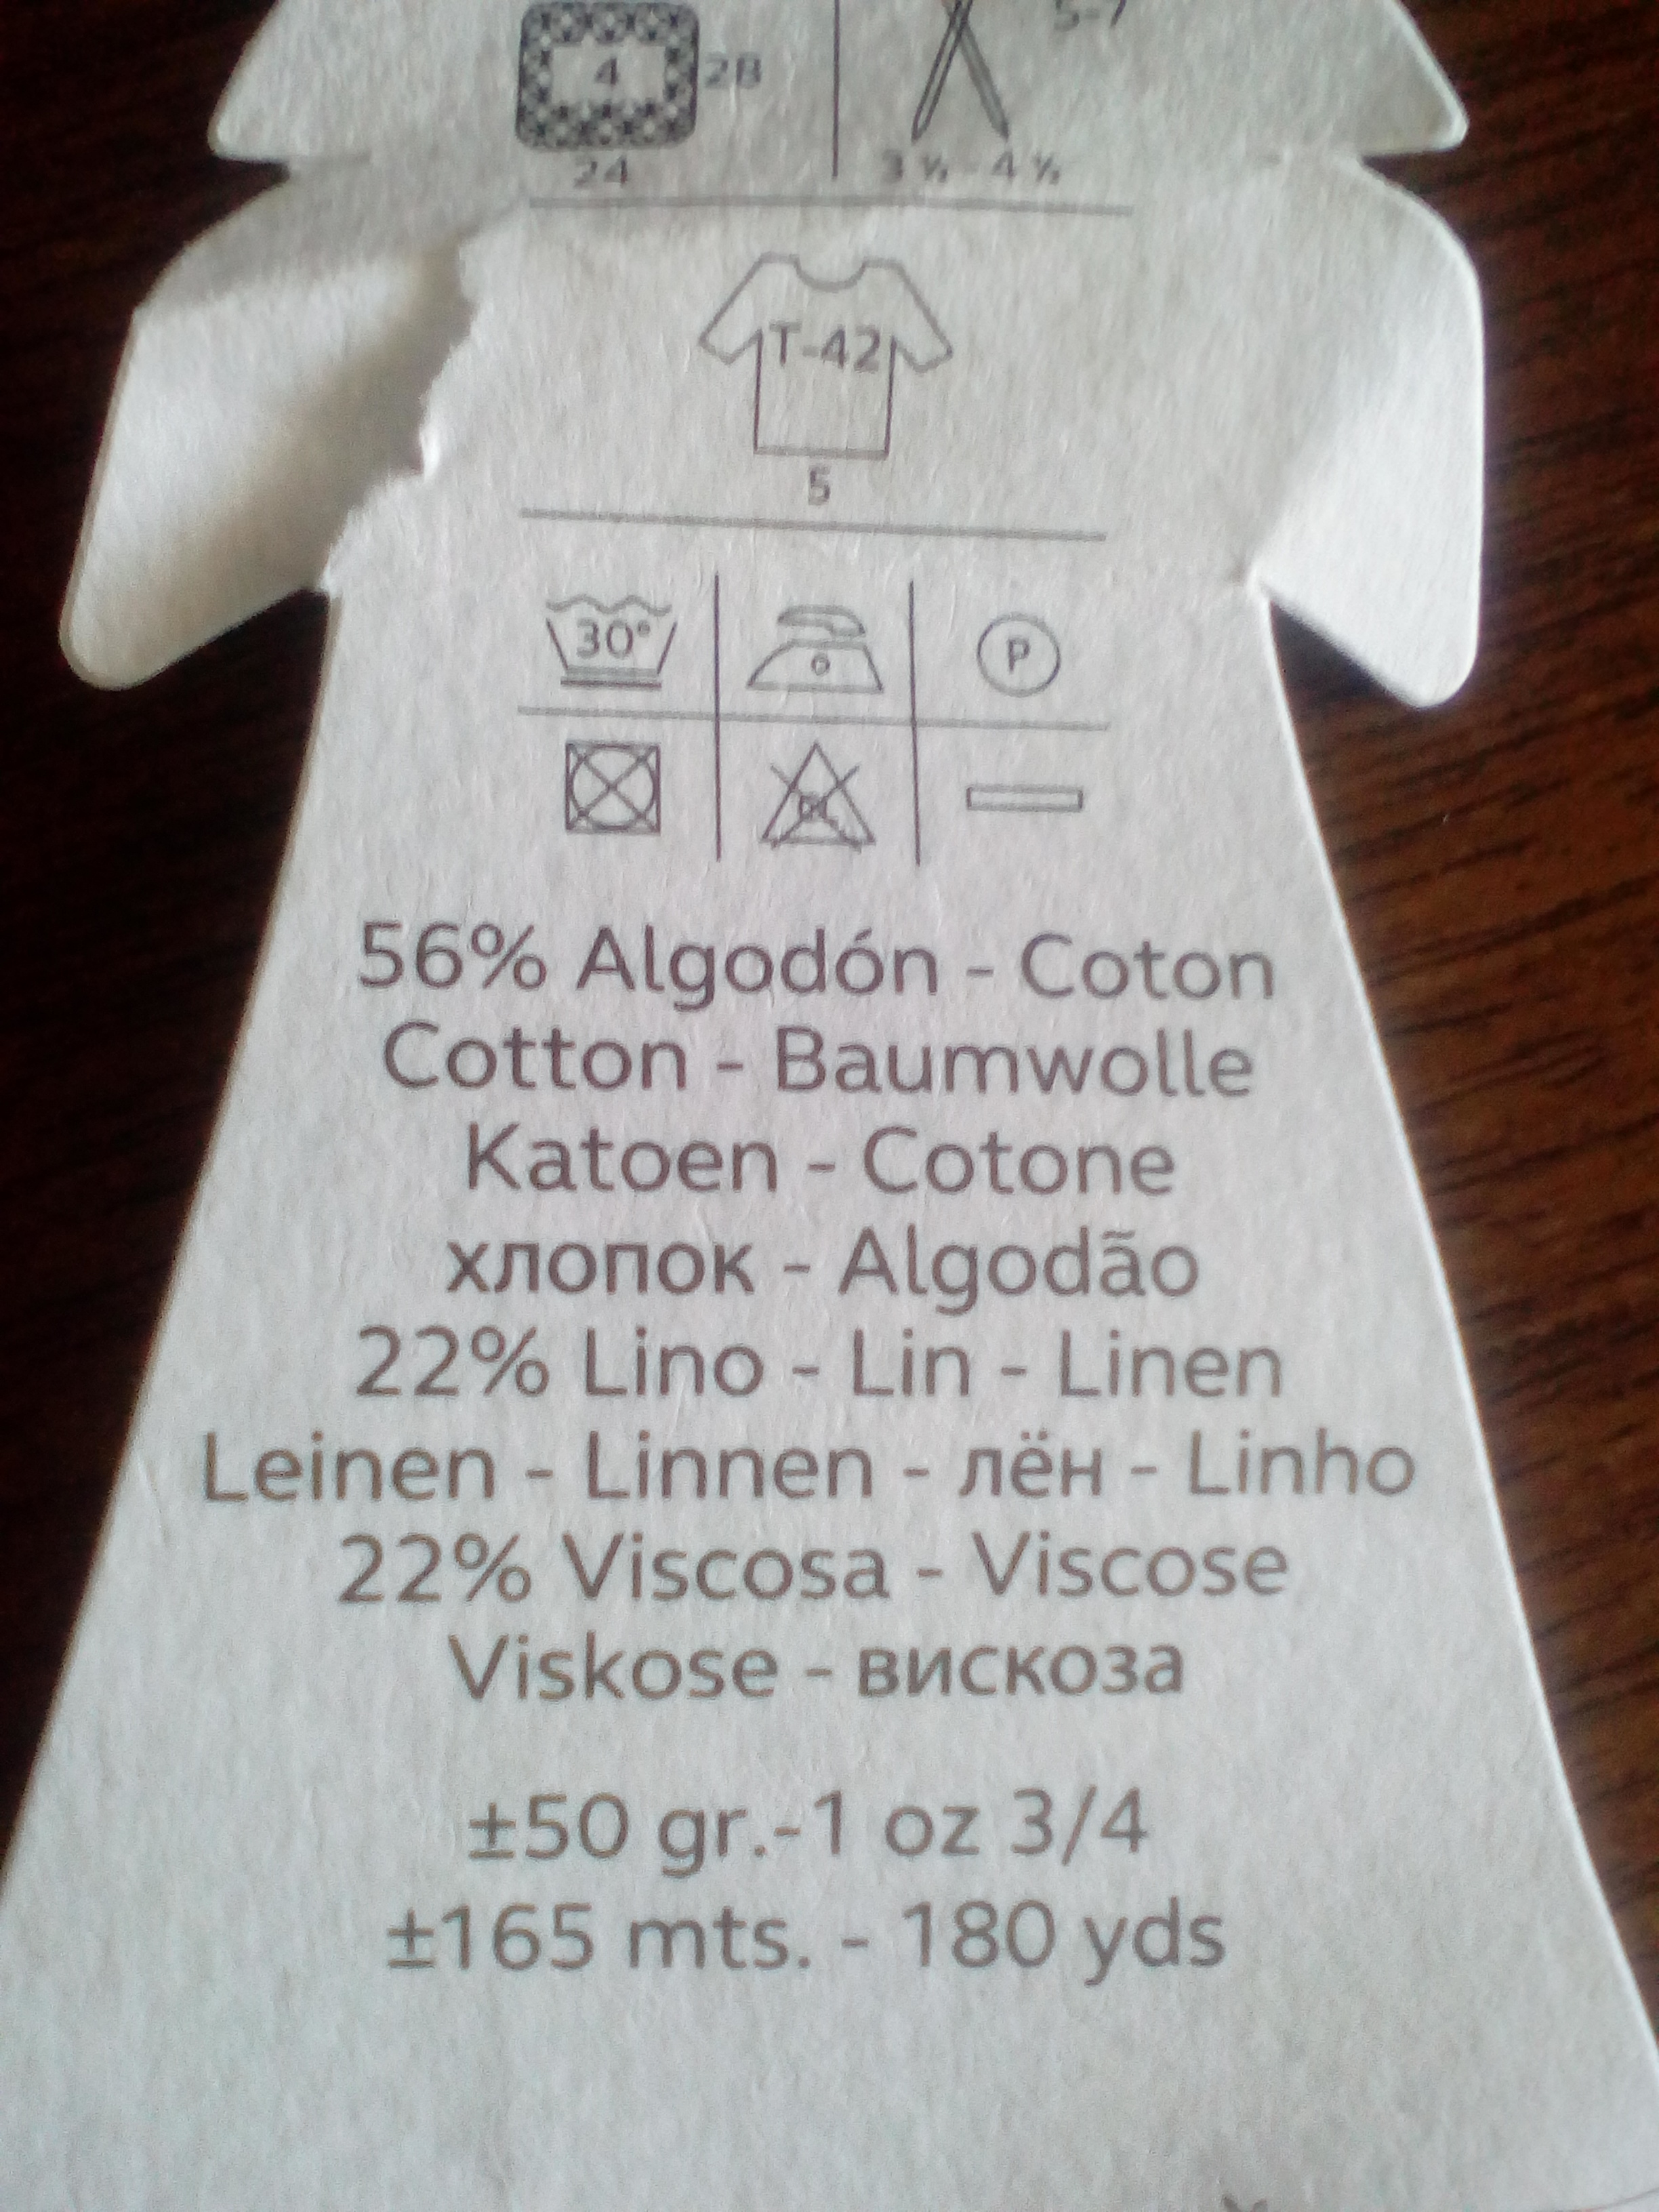 5-7
4 28
24
3 ½ - 4 ½
T-42
5
30°
P
56% Algodón - Coton
Cotton - Baumwolle
Katoen - Cotone
хлопок - Algodão
22% Lino - Lin - Linen
Leinen - Linnen - лён - Linho
22% Viscosa - Viscose
Viskose - вискоза
±50 gr.-1 oz 3/4
±165 mts. - 180 yds